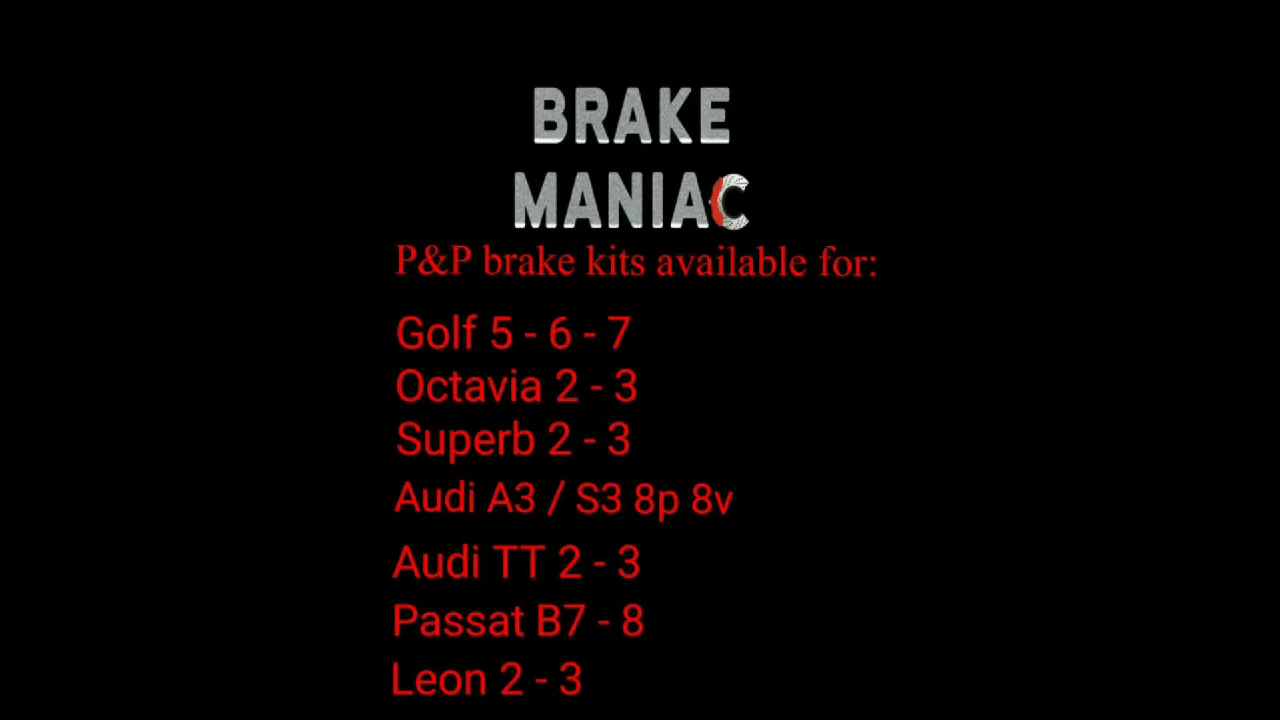 BRAKE
MANIAC
P&P brake kits available for:
Golf 5 - 6 - 7
Octavia 2 - 3
Superb 2 - 3
Audi A3 / S3 8p 8v
Audi TT 2 - 3
Passat B7 - 8
Leon 2 - 3